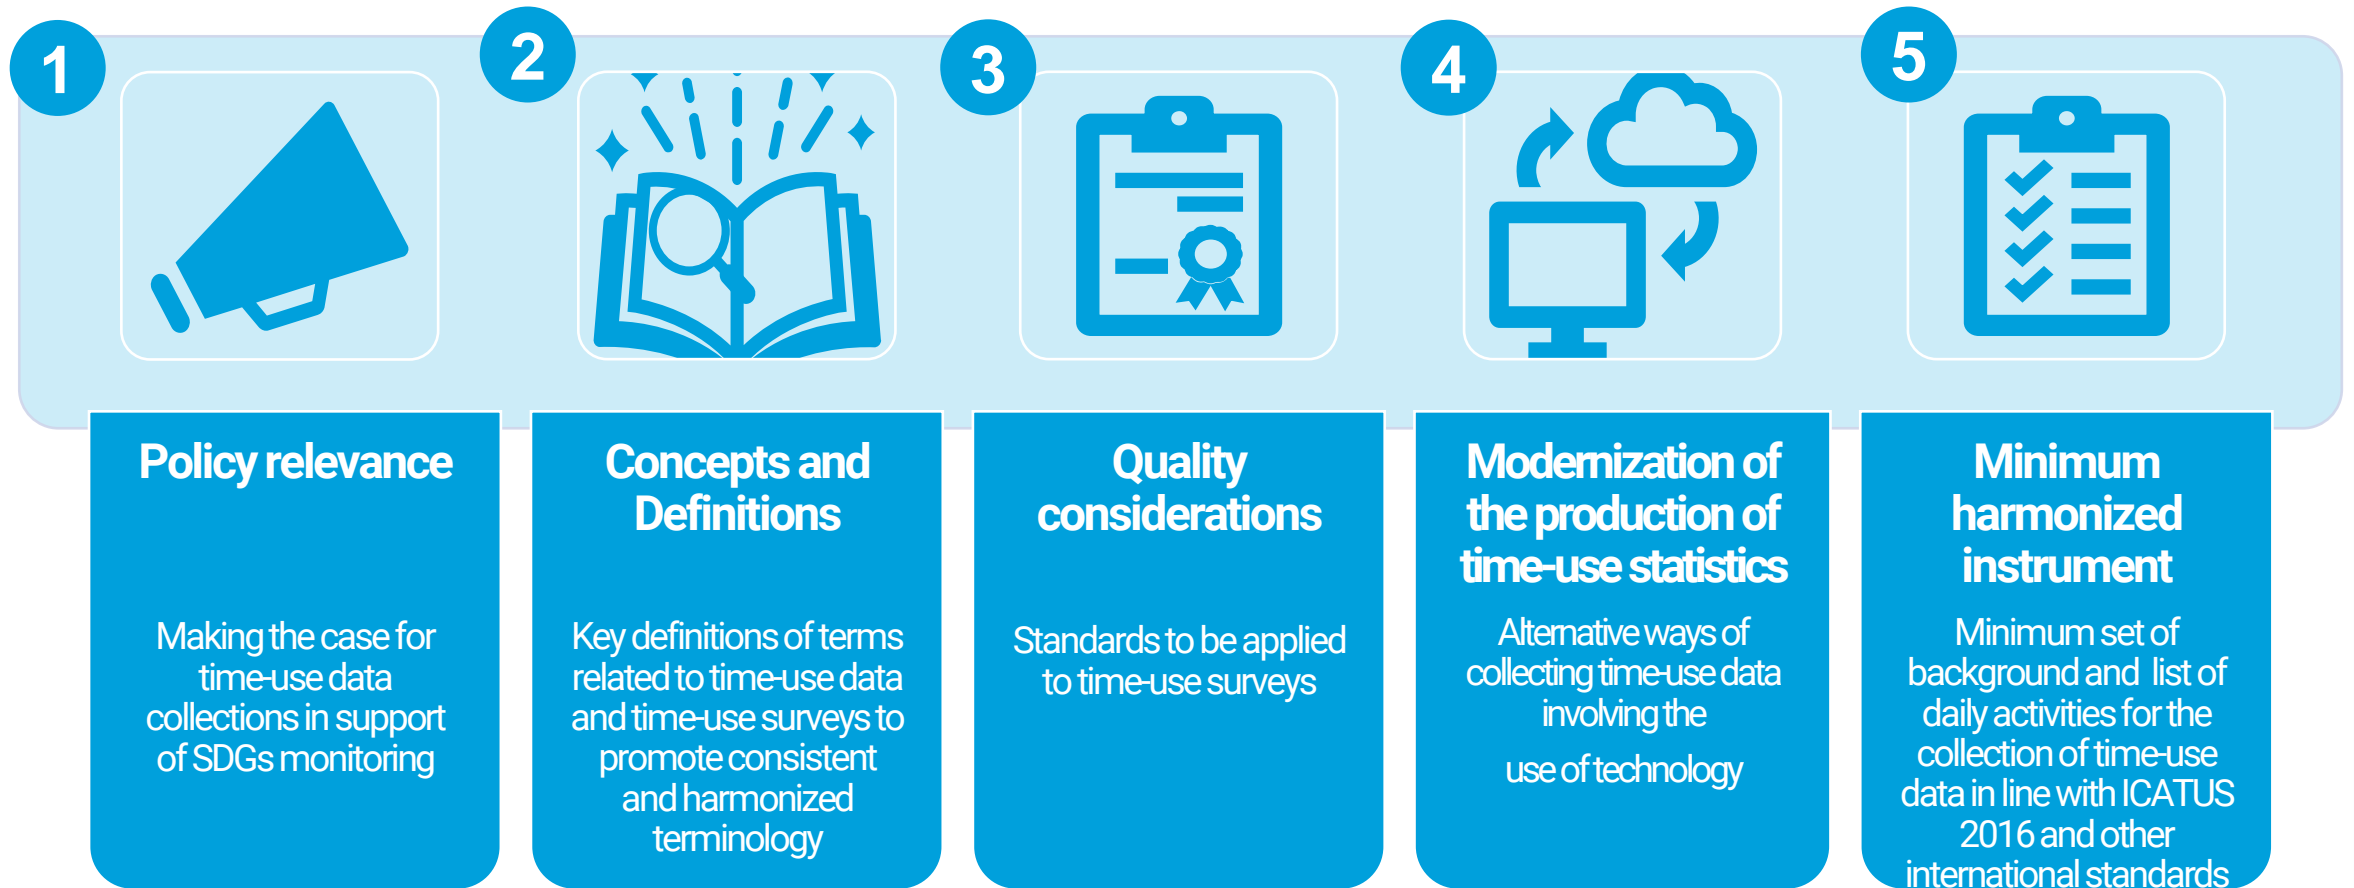 1
Policy relevance
Making the case for
time-use data
collections in support
of SDGs monitoring
2
Concepts and
Definitions
Key definitions of terms
related to time-use data
and time-use surveys to
promote consistent
and harmonized
terminology
3
Quality
considerations
Standards to be applied
to time-use surveys
4
Modernization of
the production of
time-use statistics
Alternative ways of
collecting time-use data
involving the
use of technology
5
Minimum
harmonized
instrument
Minimum set of
background and list of
daily activities for the
collection of time-use
data in line with ICATUS
2016 and other
international standards